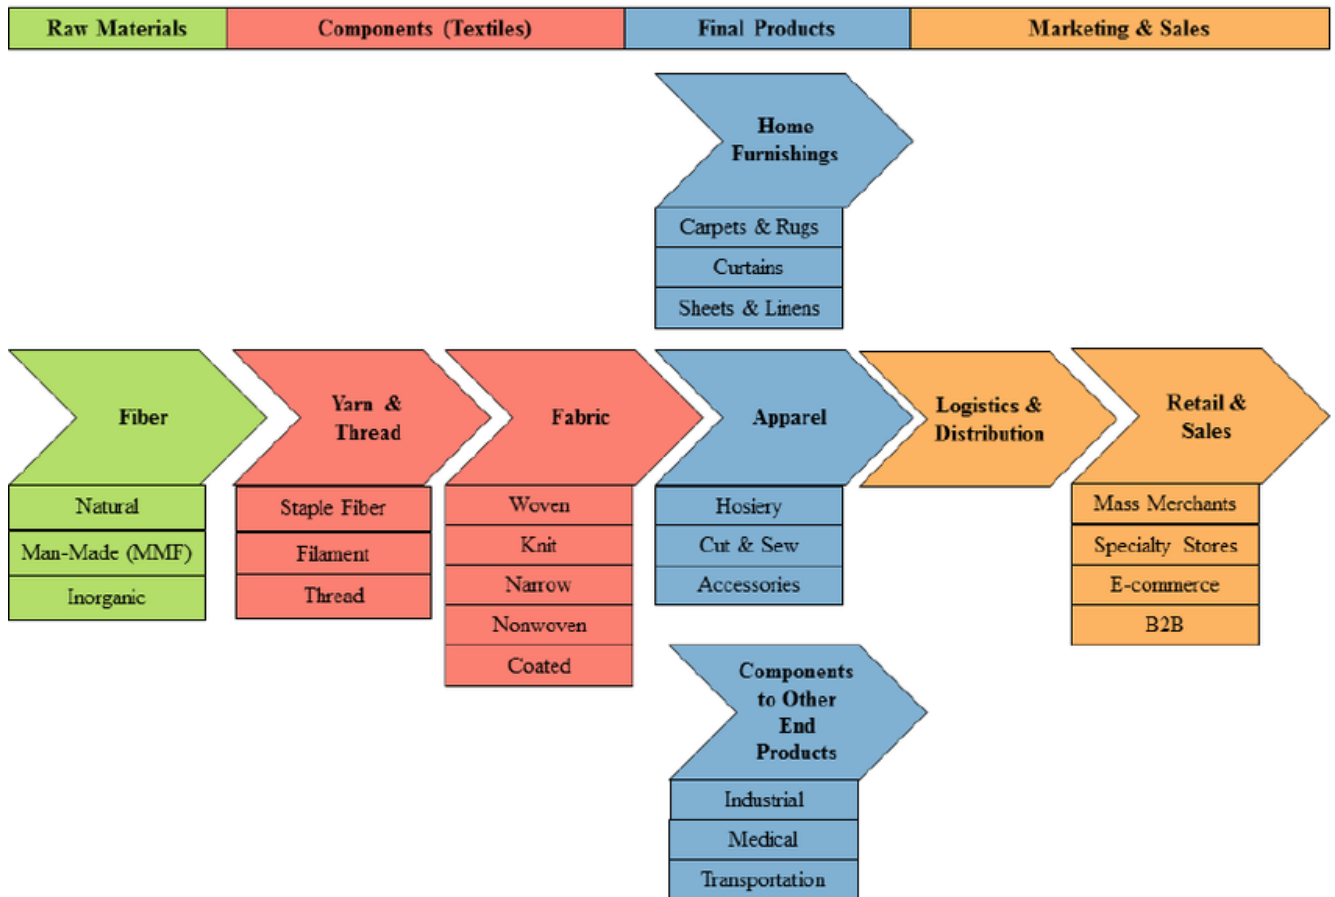 Raw Materials
Components (Textiles)
Final Products
Marketing & Sales
Home
Furnishings
Carpets & Rugs
Curtains
Sheets & Linens
Fiber
Natural
Man-Made (MMF)
Inorganic
Yarn &
Thread
Staple Fiber
Filament
Thread
Fabric
Woven
Knit
Narrow
Nonwoven
Coated
Apparel
Hosiery
Cut & Sew
Accessories
Logistics &
Distribution
Retail &
Sales
Mass Merchants
Specialty Stores
E-commerce
B2B
Components
to Other
End
Products
Industrial
Medical
Transportation